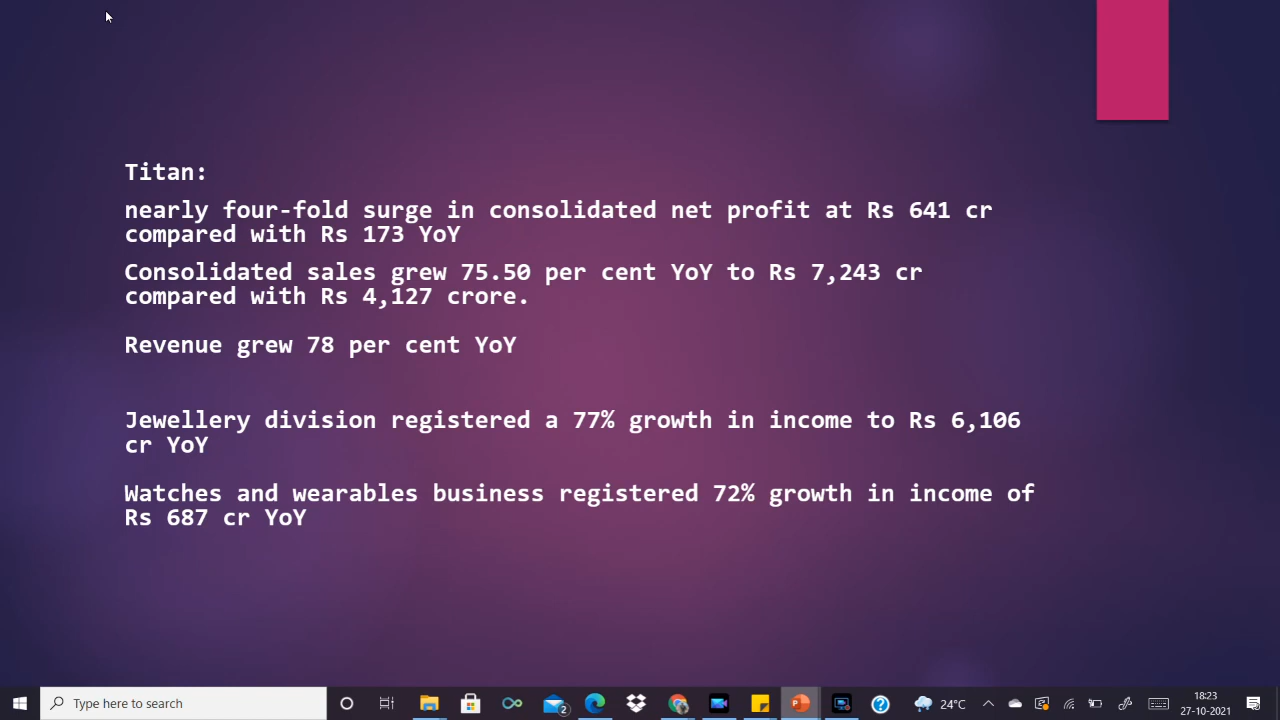 Titan:
nearly four-fold surge in consolidated net profit at Rs 641 cr
compared with Rs 173 YoY
Consolidated sales grew 75.50 per cent YoY to Rs 7,243 cr
compared with Rs 4,127 crore.
Revenue grew 78 per cent YoY
Jewellery division registered a 77% growth in income to Rs 6,106
cr YoY
Watches and wearables business registered 72% growth in income of
Rs 687 cr YoY
Type here to search
2
24°C
18:23
27-10-2021